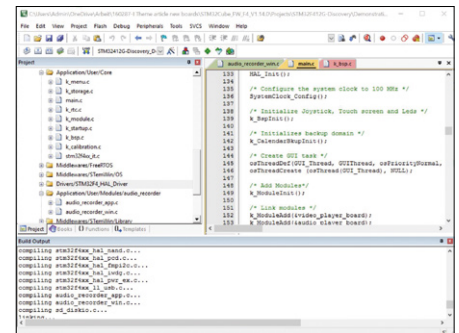 File Edit View Project Flash Debug Peripherals Tools SVCS Window Help
Project
Application/User/Core
k_menu.c
k_storage.c
main.c
k_rtc.c
k_module.c
k_startup.c
k_bsp.c
k_calibration.c
stm32f4xx_it.c
Middlewares/FreeRTOS
Middlewares/STemWin/OS
Drivers/STM32F4_HAL_Driver
Application/User/Modules/audio_recorder
audio_recorder_app.c
audio_recorder_win.c
Middlewares/STemWin/Library
Project Books Functions Templates
audio_recorder_win.c main.c k_bsp.c
133 HAL_Init();
134
135 /* Configure the system clock to 100 MHz */
136 SystemClock_Config();
137
138 /* Initialize Joystick, Touch screen and Leds */
139 k_BspInit();
140
141 /* Initializes backup domain */
142 k_CalendarBkupInit();
143
144 /* Create GUI task */
145 osThreadDef(GUI_Thread, GUIThread, osPriorityNormal,
146 osThreadCreate (osThread(GUI_Thread), NULL);
147
148 /* Add Modules*/
149 k_ModuleInit();
150
151 /* Link modules */
152 k_ModuleAdd(&video_player_board);
153 k_ModuleAdd(&audio_player_board);
Build Output
compiling stm32f4xx_hal_nand.c...
compiling stm32f4xx_hal_pcd.c...
compiling stm32f4xx_hal_fmpi2c.c...
compiling stm32f4xx_hal_iwdg.c...
compiling stm32f4xx_hal_pwr_ex.c...
compiling stm32f4xx_ll_usb.c...
compiling audio_recorder_app.c...
compiling audio_recorder_win.c...
compiling sd_diskio.c...
linking...